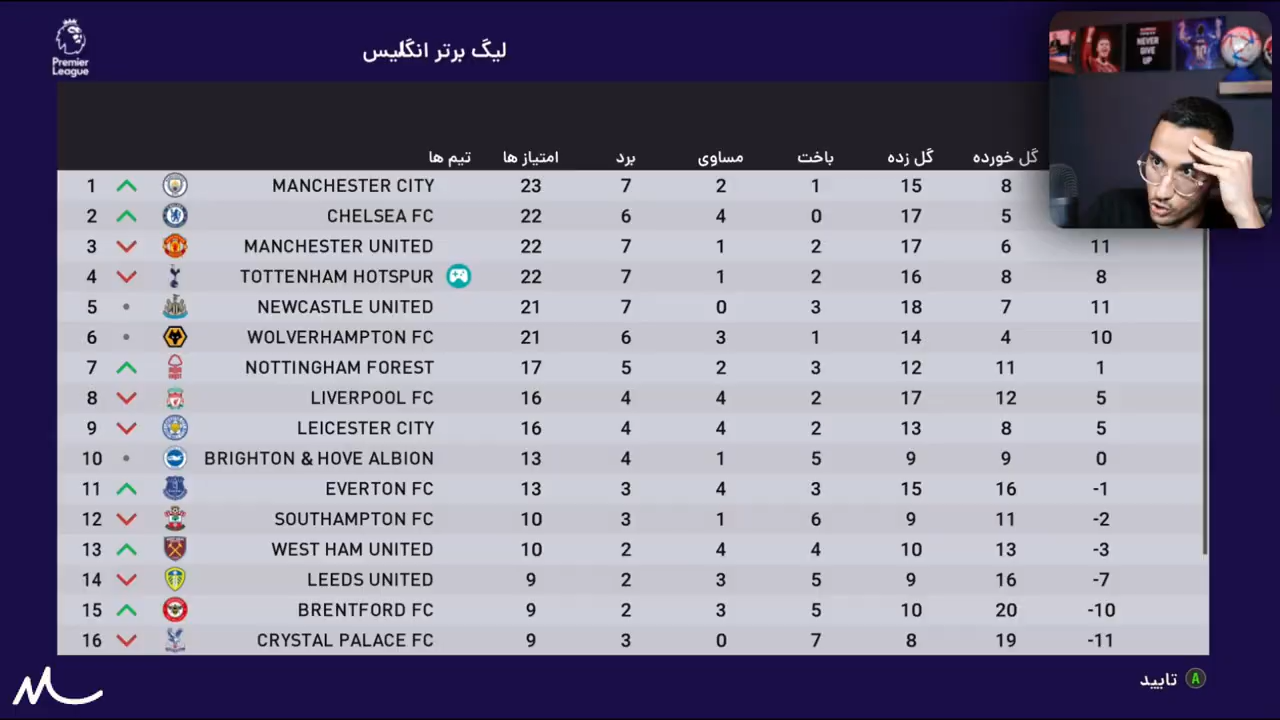 Premier
League
لیگ برتر انگلیس
NEVER
GIVE
UP
10
تیم ها امتیاز ها برد مساوی باخت گل زده گل خورده
1 MANCHESTER CITY 23 7 2 1 15 8
2 CHELSEA FC 22 6 4 0 17 5
3 MANCHESTER UNITED 22 7 1 2 17 6 11
4 TOTTENHAM HOTSPUR 22 7 1 2 16 8 8
5 NEWCASTLE UNITED 21 7 0 3 18 7 11
6 WOLVERHAMPTON FC 21 6 3 1 14 4 10
7 NOTTINGHAM FOREST 17 5 2 3 12 11 1
8 LIVERPOOL FC 16 4 4 2 17 12 5
9 LEICESTER CITY 16 4 4 2 13 8 5
10 BRIGHTON & HOVE ALBION 13 4 1 5 9 9 0
11 EVERTON FC 13 3 4 3 15 16 -1
12 SOUTHAMPTON FC 10 3 1 6 9 11 -2
13 WEST HAM UNITED 10 2 4 4 10 13 -3
14 LEEDS UNITED 9 2 3 5 9 16 -7
15 BRENTFORD FC 9 2 3 5 10 20 -10
16 CRYSTAL PALACE FC 9 3 0 7 8 19 -11
تایید A